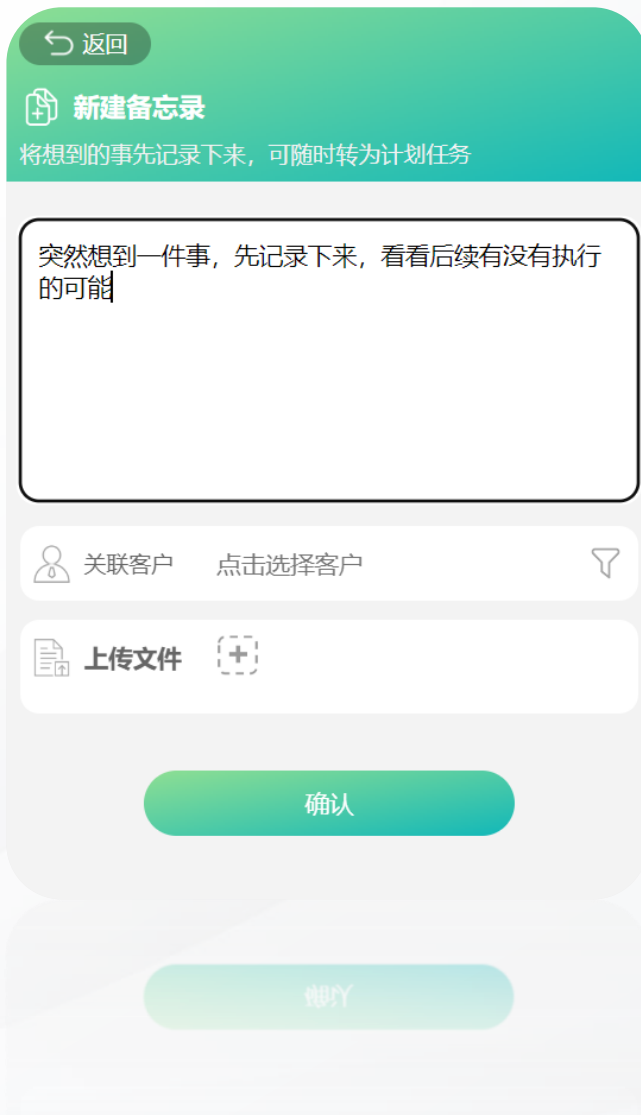 返回
新建备忘录
将想到的事先记录下来，可随时转为计划任务
突然想到一件事，先记录下来，看看后续有没有执行
的可能
关联客户 点击选择客户
上传文件
确认
确认